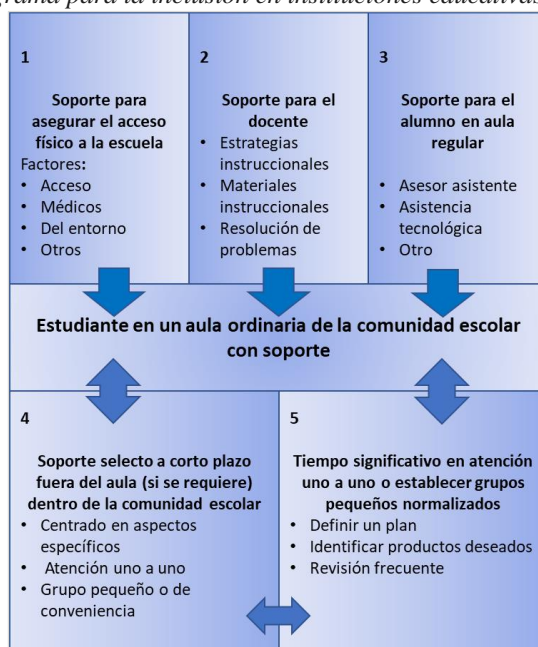 grama para la inclusión en instituciones educativas
1
Soporte para
asegurar el acceso
físico a la escuela
Factores:
• Acceso
• Médicos
• Del entorno
• Otros
2
Soporte para el
docente
• Estrategias
instruccionales
• Materiales
instruccionales
• Resolución de
problemas
3
Soporte para el
alumno en aula
regular
• Asesor asistente
• Asistencia
tecnológica
• Otro
Estudiante en un aula ordinaria de la comunidad escolar
con soporte
4
Soporte selecto a corto plazo
fuera del aula (si se requiere)
dentro de la comunidad escolar
• Centrado en aspectos
específicos
• Atención uno a uno
• Grupo pequeño o de
conveniencia
5
Tiempo significativo en atención
uno a uno o establecer grupos
pequeños normalizados
• Definir un plan
• Identificar productos deseados
• Revisión frecuente